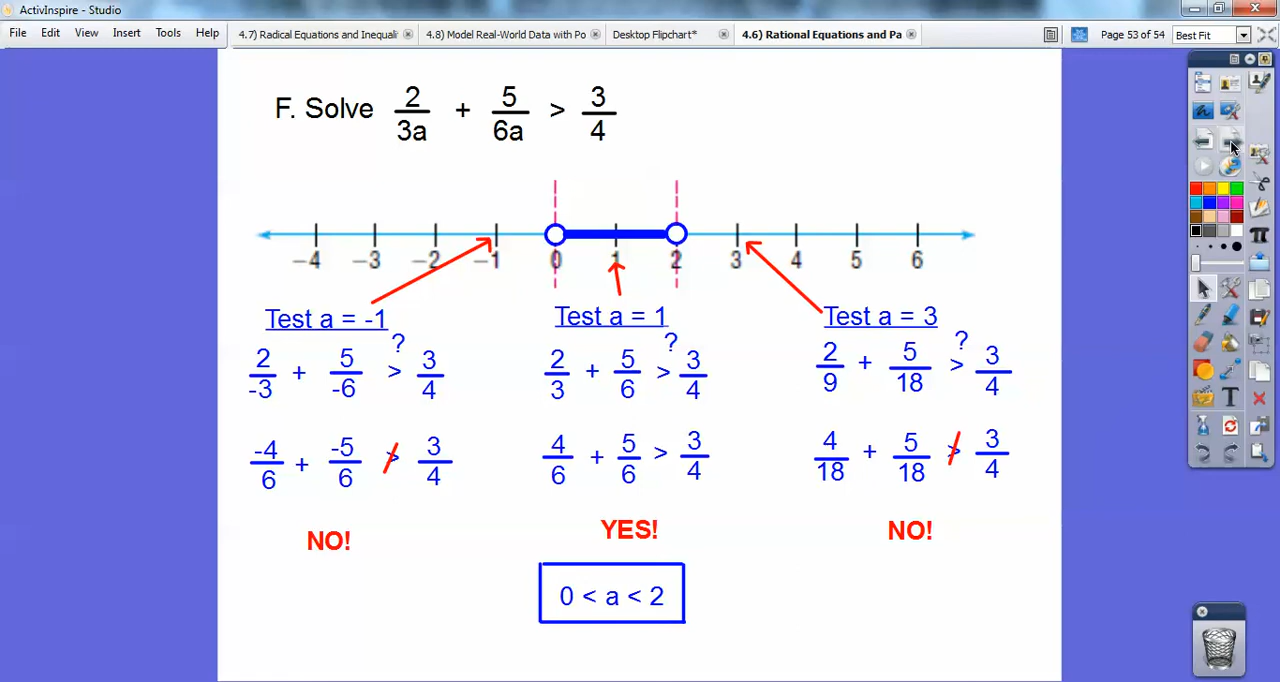 ActivInspire - Studio
File Edit View Insert Tools Help
4.7) Radical Equations and Inequali 4.8) Model Real-World Data with Po Desktop Flipchart* 4.6) Rational Equations and Pa Page 53 of 54 Best Fit
F. Solve 2/3a + 5/6a > 3/4
-4 -3 -2 -1 0 1 2 3 4 5 6
Test a = -1
2/-3 + 5/-6 ?> 3/4
-4/6 + -5/6 ≯ 3/4
NO!
Test a = 1
2/3 + 5/6 ?> 3/4
4/6 + 5/6 > 3/4
YES!
Test a = 3
2/9 + 5/18 ?> 3/4
4/18 + 5/18 ≯ 3/4
NO!
0 < a < 2